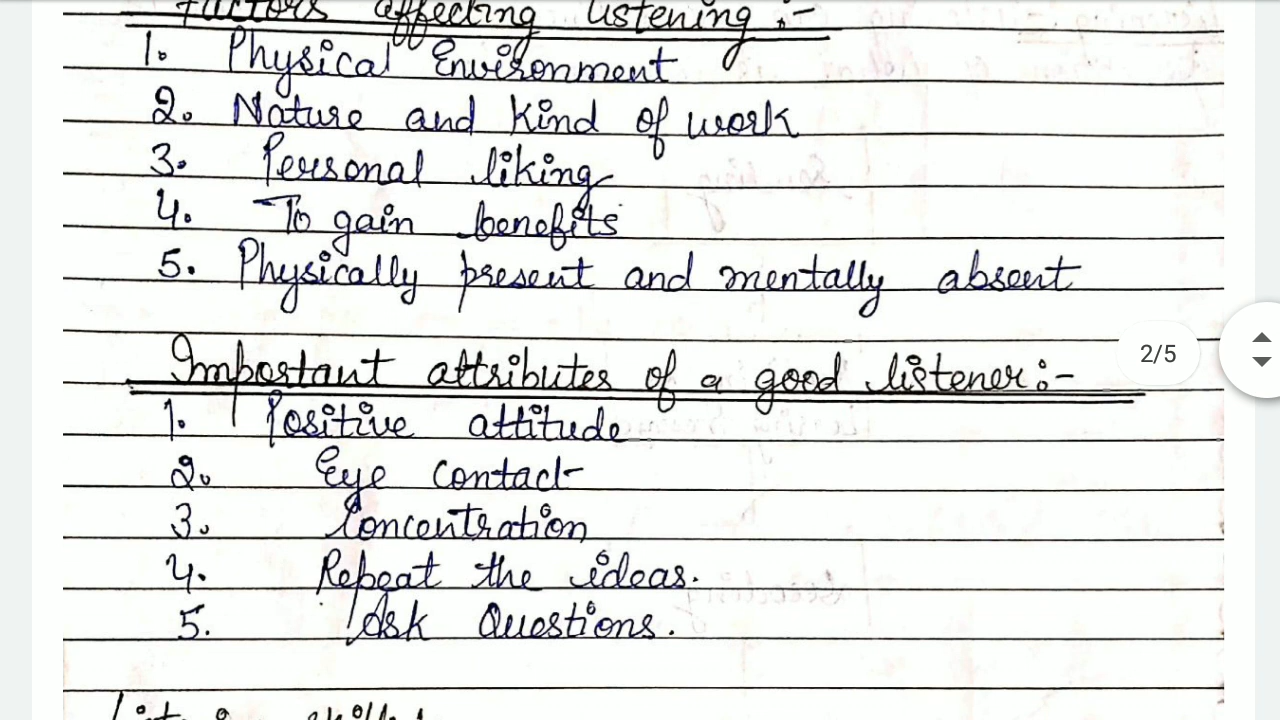 Factors affecting listening :-
1. Physical Environment
2. Nature and kind of work
3. Personal liking
4. To gain benefits
5. Physically present and mentally absent
Important attributes of a good listener :-
2/5
1. Positive attitude
2. Eye contact
3. Concentration
4. Repeat the ideas.
5. Ask Questions.